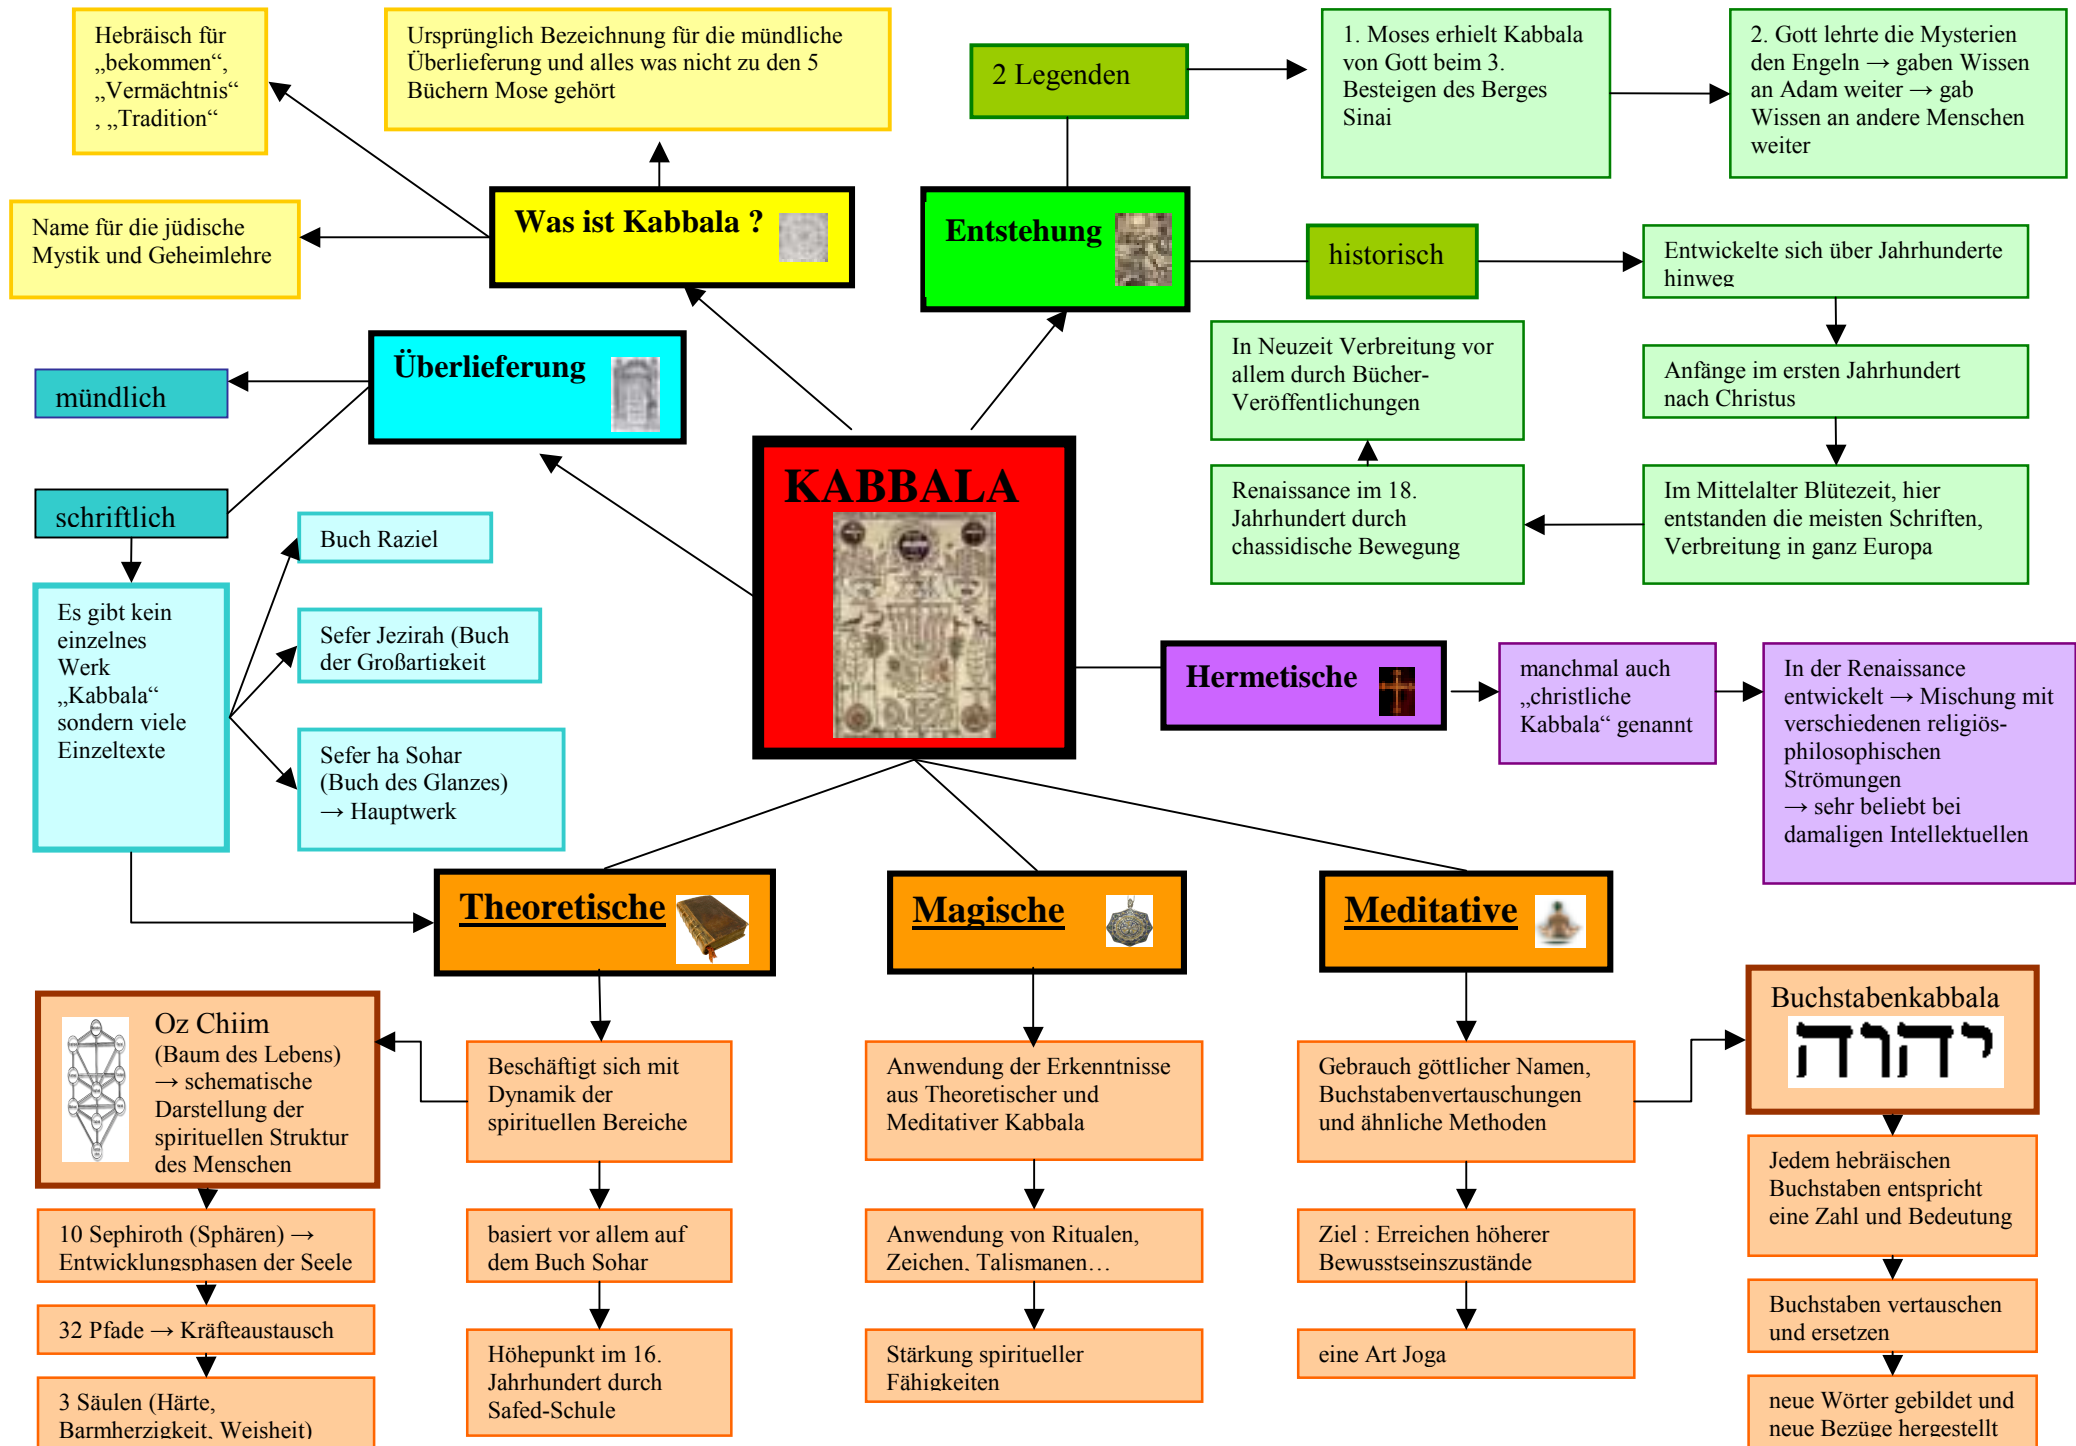 Hebräisch für
„bekommen“,
„Vermächtnis“
, „Tradition“
Ursprünglich Bezeichnung für die mündliche
Überlieferung und alles was nicht zu den 5
Büchern Mose gehört
2 Legenden
1. Moses erhielt Kabbala
von Gott beim 3.
Besteigen des Berges
Sinai
2. Gott lehrte die Mysterien
den Engeln → gaben Wissen
an Adam weiter → gab
Wissen an andere Menschen
weiter
Name für die jüdische
Mystik und Geheimlehre
Was ist Kabbala ?
Entstehung
historisch
Entwickelte sich über Jahrhunderte
hinweg
Überlieferung
mündlich
schriftlich
In Neuzeit Verbreitung vor
allem durch Bücher-
Veröffentlichungen
Anfänge im ersten Jahrhundert
nach Christus
KABBALA
Renaissance im 18.
Jahrhundert durch
chassidische Bewegung
Im Mittelalter Blütezeit, hier
entstanden die meisten Schriften,
Verbreitung in ganz Europa
Buch Raziel
Es gibt kein
einzelnes
Werk
„Kabbala“
sondern viele
Einzeltexte
Sefer Jezirah (Buch
der Großartigkeit
Sefer ha Sohar
(Buch des Glanzes)
→ Hauptwerk
Hermetische
manchmal auch
„christliche
Kabbala“ genannt
In der Renaissance
entwickelt → Mischung mit
verschiedenen religiös-
philosophischen
Strömungen
→ sehr beliebt bei
damaligen Intellektuellen
Theoretische
Magische
Meditative
Oz Chiim
(Baum des Lebens)
→ schematische
Darstellung der
spirituellen Struktur
des Menschen
Beschäftigt sich mit
Dynamik der
spirituellen Bereiche
Anwendung der Erkenntnisse
aus Theoretischer und
Meditativer Kabbala
Gebrauch göttlicher Namen,
Buchstabenvertauschungen
und ähnliche Methoden
Buchstabenkabbala
יהוה
10 Sephiroth (Sphären) →
Entwicklungsphasen der Seele
basiert vor allem auf
dem Buch Sohar
Anwendung von Ritualen,
Zeichen, Talismanen…
Ziel : Erreichen höherer
Bewusstseinszustände
Jedem hebräischen
Buchstaben entspricht
eine Zahl und Bedeutung
32 Pfade → Kräfteaustausch
Höhepunkt im 16.
Jahrhundert durch
Safed-Schule
Stärkung spiritueller
Fähigkeiten
eine Art Joga
Buchstaben vertauschen
und ersetzen
3 Säulen (Härte,
Barmherzigkeit, Weisheit)
neue Wörter gebildet und
neue Bezüge hergestellt